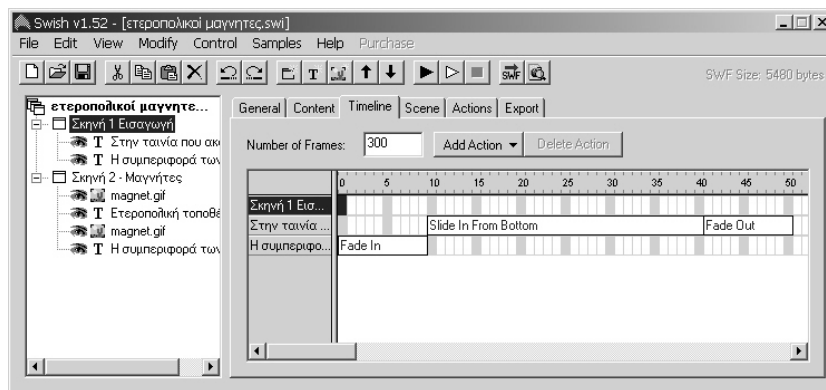 Swish v1.52 - [ετεροπολικοί μαγνητες.swi]
File Edit View Modify Control Samples Help Purchase
SWF Size: 5480 bytes
ετεροπολικοί μαγνητε...
Σκηνή 1 Εισαγωγή
T Στην ταινία που ακο
T Η συμπεριφορά των
Σκηνή 2 - Μαγνήτες
magnet.gif
T Ετεροπολική τοποθέ
magnet.gif
T Η συμπεριφορά των
General Content Timeline Scene Actions Export
Number of Frames: 300 Add Action Delete Action
0 5 10 15 20 25 30 35 40 45 50
Σκηνή 1 Εισ...
Στην ταινία ... Slide In From Bottom Fade Out
Η συμπεριφο... Fade In